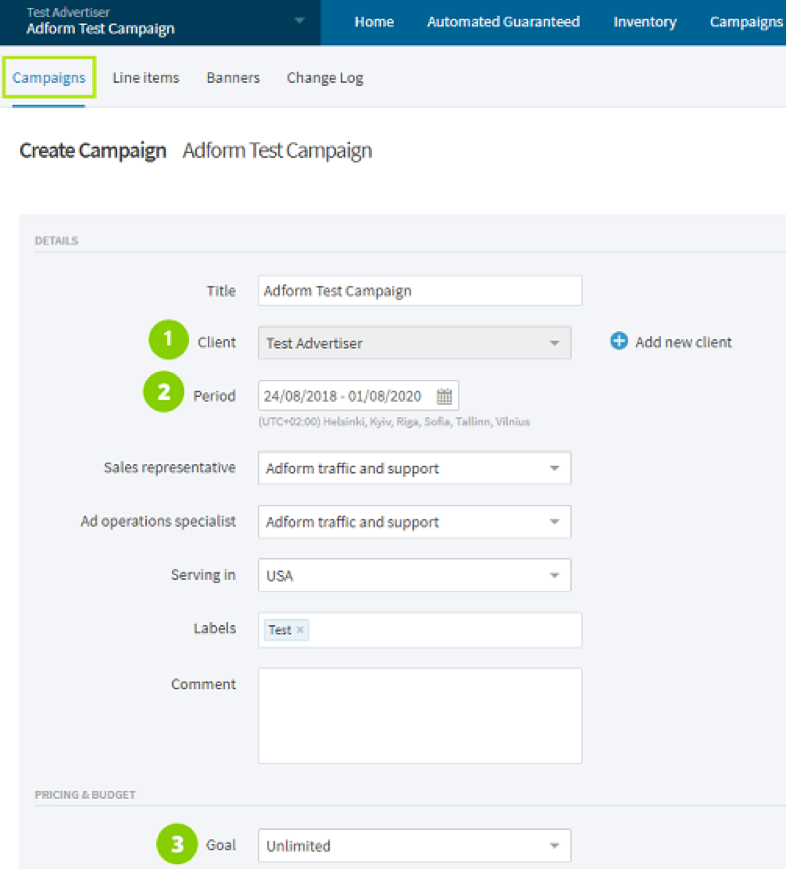 Test Advertiser
Adform Test Campaign
Home Automated Guaranteed Inventory Campaigns
Campaigns Line items Banners Change Log
Create Campaign Adform Test Campaign
DETAILS
Title Adform Test Campaign
1 Client Test Advertiser Add new client
2 Period 24/08/2018 - 01/08/2020
(UTC+02:00) Helsinki, Kyiv, Riga, Sofia, Tallinn, Vilnius
Sales representative Adform traffic and support
Ad operations specialist Adform traffic and support
Serving in USA
Labels Test ×
Comment
PRICING & BUDGET
3 Goal Unlimited